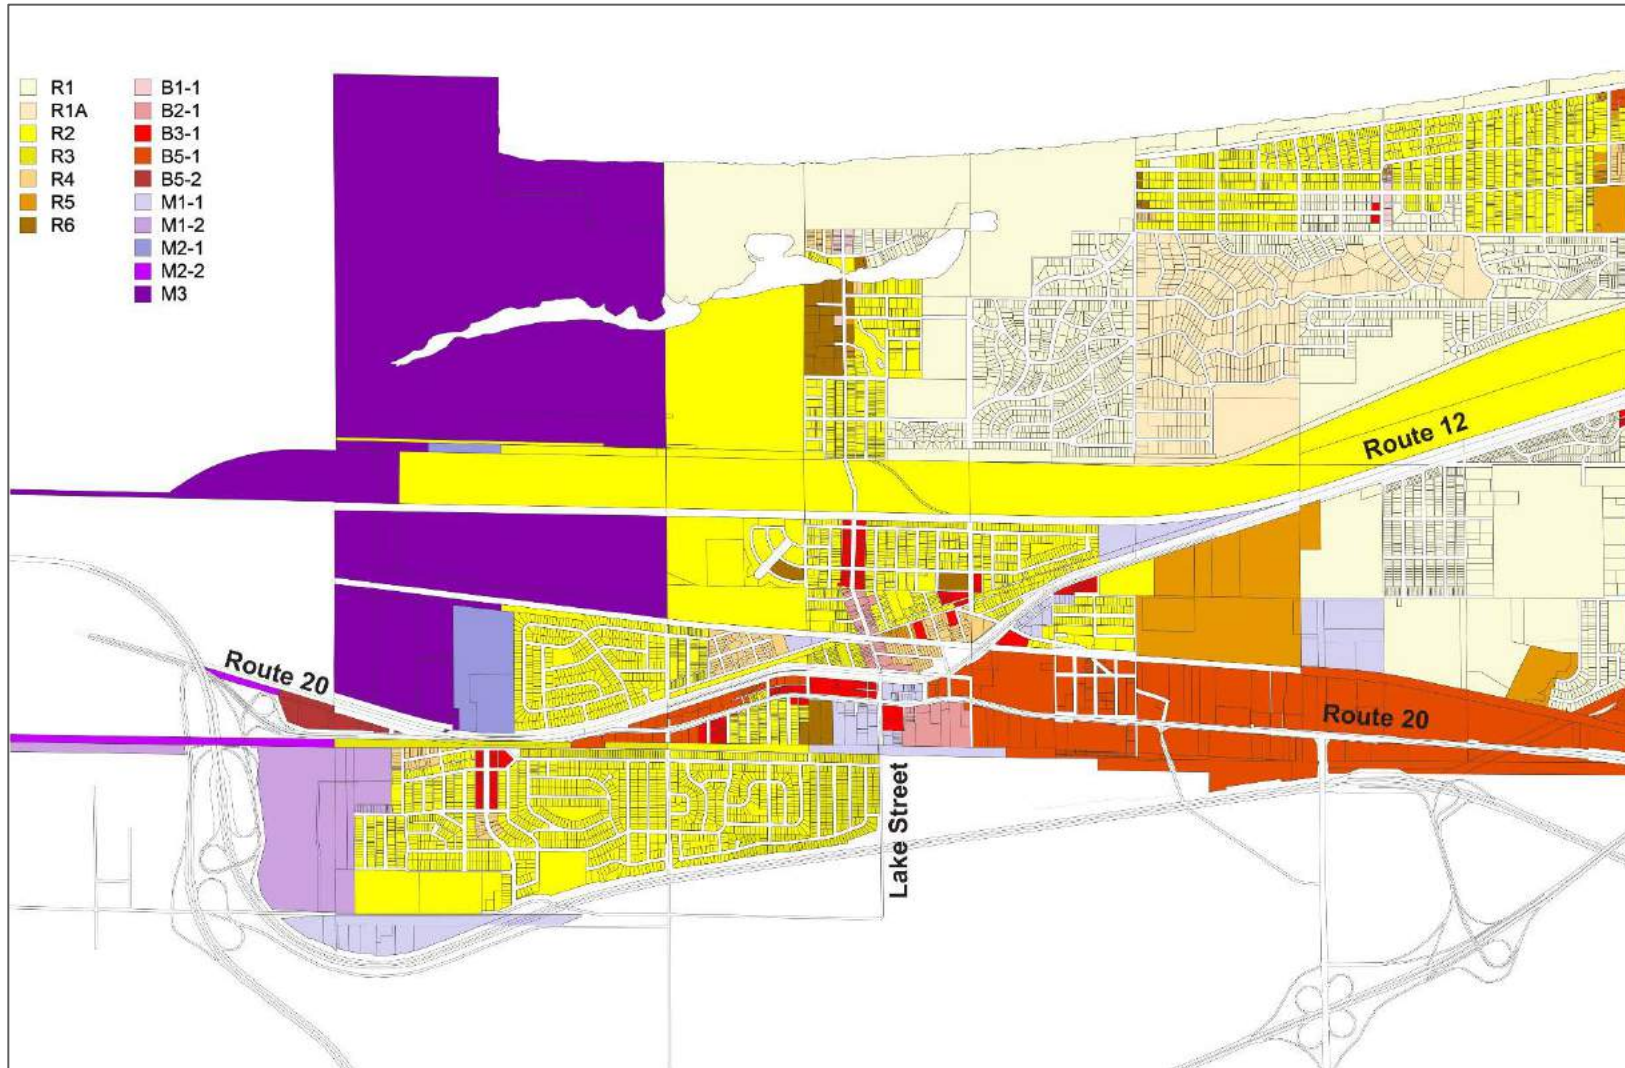 R1
R1A
R2
R3
R4
R5
R6
B1-1
B2-1
B3-1
B5-1
B5-2
M1-1
M1-2
M2-1
M2-2
M3
Route 12
Route 20
Route 20
Lake Street